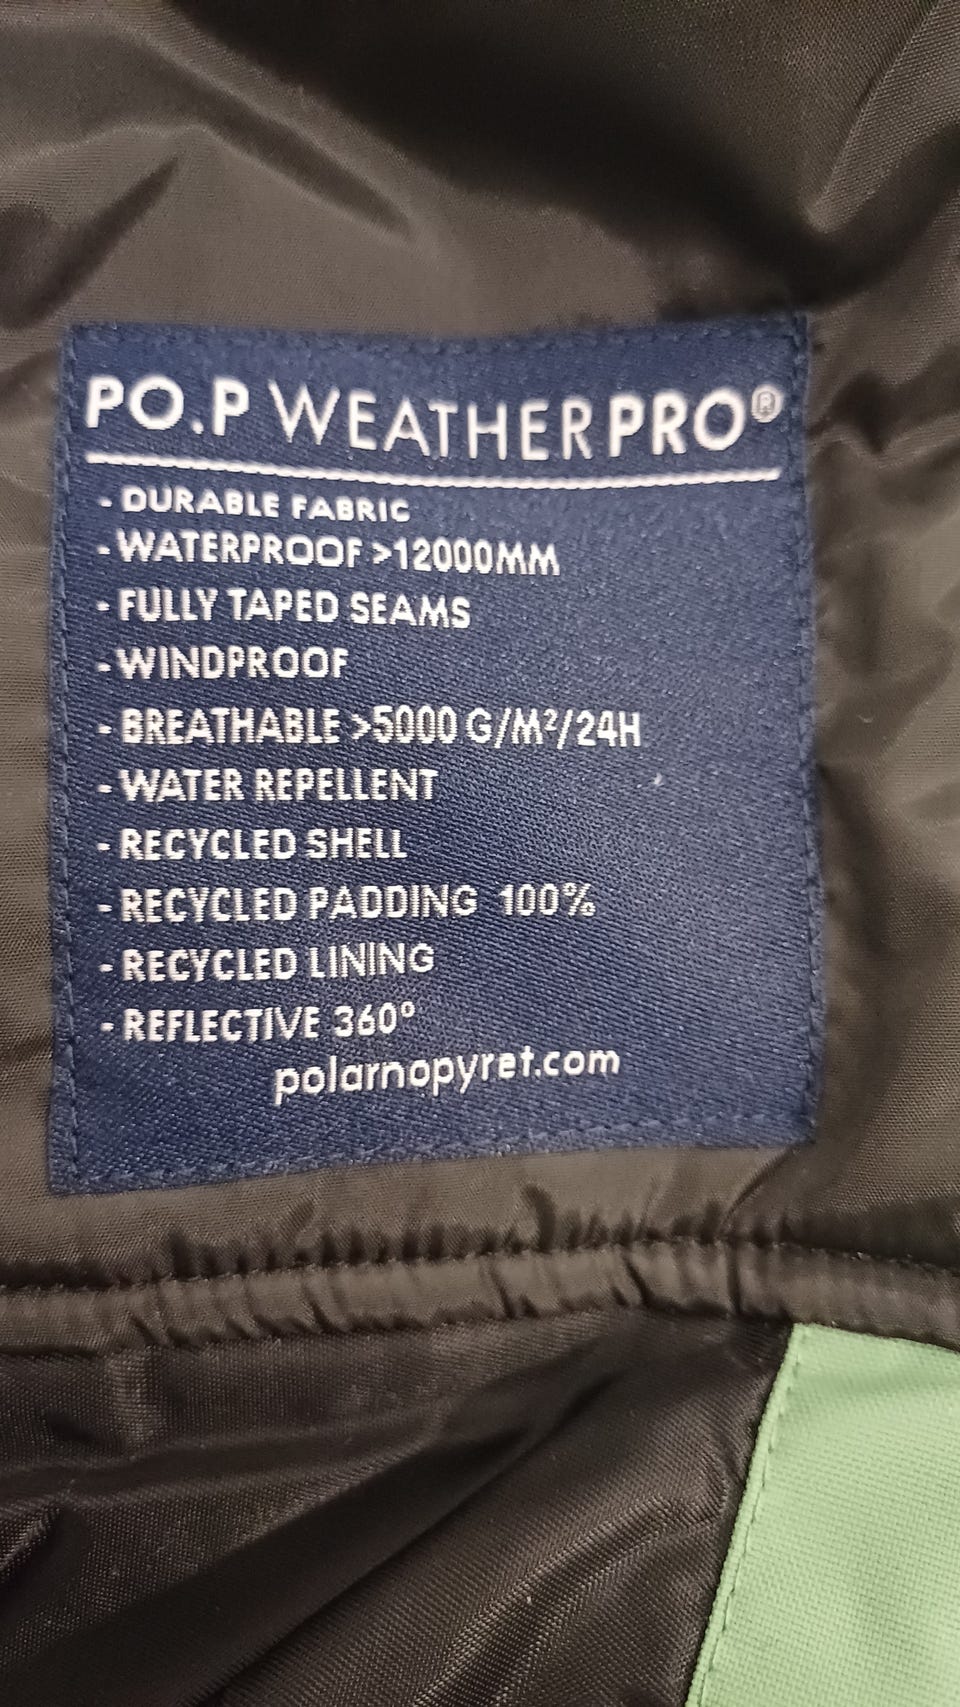 PO.P WEATHERPRO®
- DURABLE FABRIC
- WATERPROOF >12000MM
- FULLY TAPED SEAMS
- WINDPROOF
- BREATHABLE >5000 G/M²/24H
- WATER REPELLENT
- RECYCLED SHELL
- RECYCLED PADDING 100%
- RECYCLED LINING
- REFLECTIVE 360°
polarnopyret.com